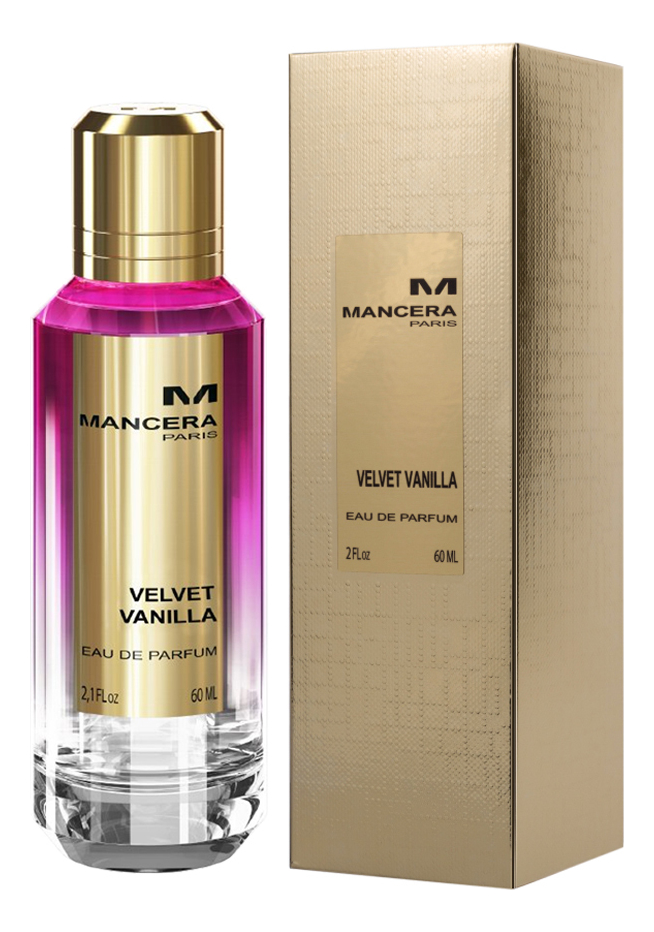 M
MANCERA
PARIS
VELVET
VANILLA
EAU DE PARFUM
2,1FLoz 60 ML
M
MANCERA
PARIS
VELVET VANILLA
EAU DE PARFUM
2FLoz 60 ML